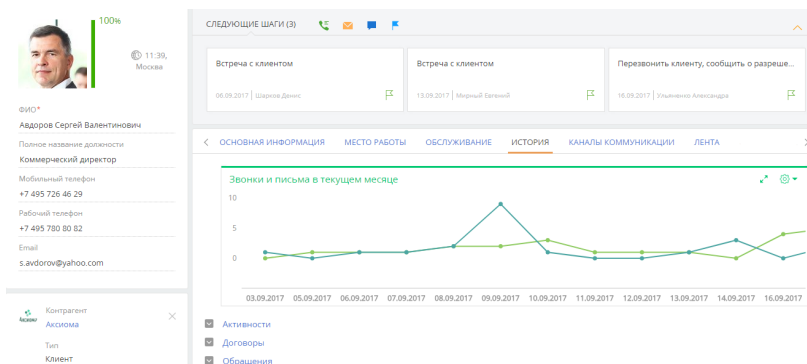 100%
11:39,
Москва
ФИО*
Авдоров Сергей Валентинович
Полное название должности
Коммерческий директор
Мобильный телефон
+7 495 726 46 29
Рабочий телефон
+7 495 780 80 82
Email
s.avdorov@yahoo.com
Контрагент
Аксиома
Тип
Клиент
СЛЕДУЮЩИЕ ШАГИ (3)
Встреча с клиентом
06.09.2017 | Шарков Денис
Встреча с клиентом
13.09.2017 | Мирный Евгений
Перезвонить клиенту, сообщить о разреше...
16.09.2017 | Ульяненко Александра
ОСНОВНАЯ ИНФОРМАЦИЯ МЕСТО РАБОТЫ ОБСЛУЖИВАНИЕ ИСТОРИЯ КАНАЛЫ КОММУНИКАЦИИ ЛЕНТА
Звонки и письма в текущем месяце
10
5
0
03.09.2017 05.09.2017 06.09.2017 07.09.2017 08.09.2017 09.09.2017 10.09.2017 11.09.2017 12.09.2017 13.09.2017 14.09.2017 16.09.2017
Активности
Договоры
Обращения